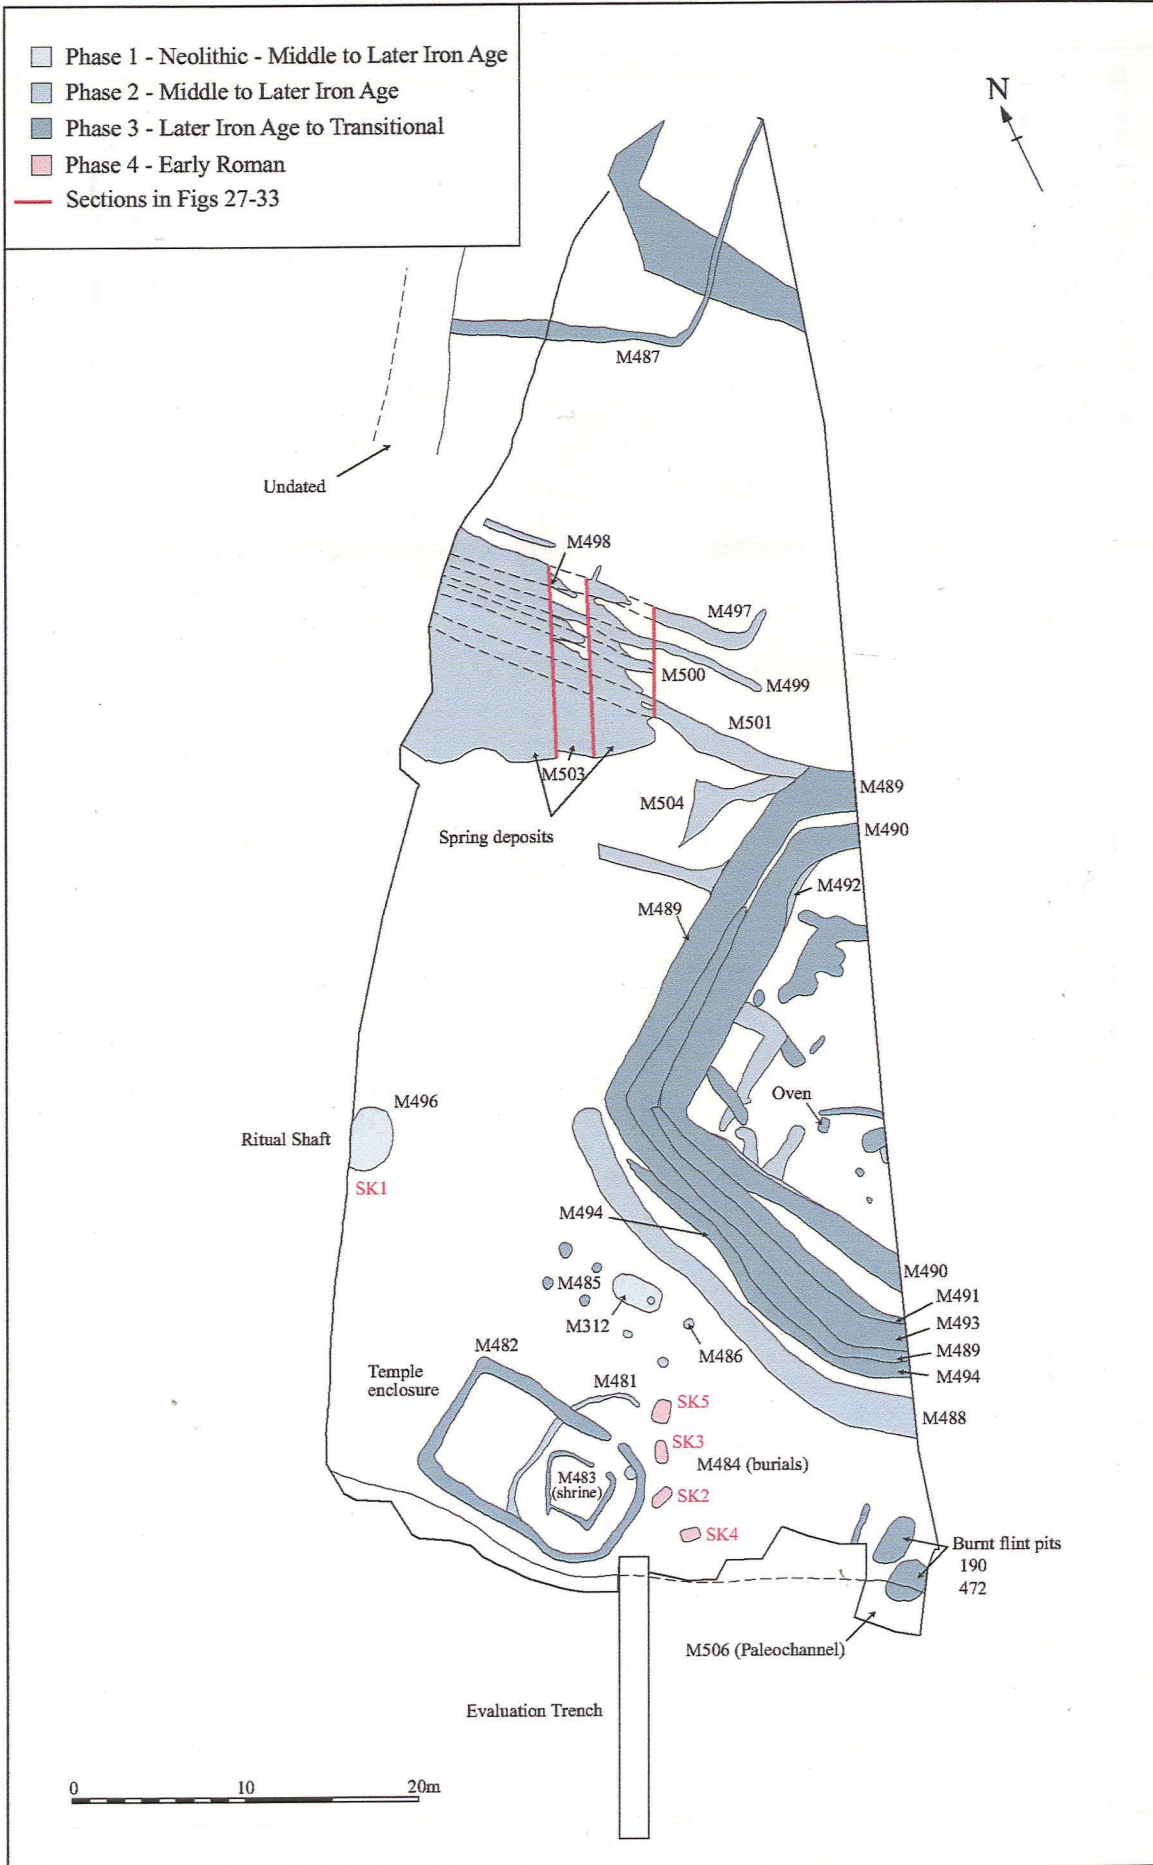 Phase 1 - Neolithic - Middle to Later Iron Age
Phase 2 - Middle to Later Iron Age
Phase 3 - Later Iron Age to Transitional
Phase 4 - Early Roman
Sections in Figs 27-33
N
M487
Undated
M498
M497
M500
M499
M501
M503
M489
M504
Spring deposits
M490
M492
M489
Oven
M496
Ritual Shaft
SK1
M494
M490
M485
M491
M312
M493
M486
M489
M482
M494
Temple
enclosure
M481
SK5
M488
SK3
M484 (burials)
M483
(shrine)
SK2
SK4
Burnt flint pits
190
472
M506 (Paleochannel)
Evaluation Trench
0 10 20m